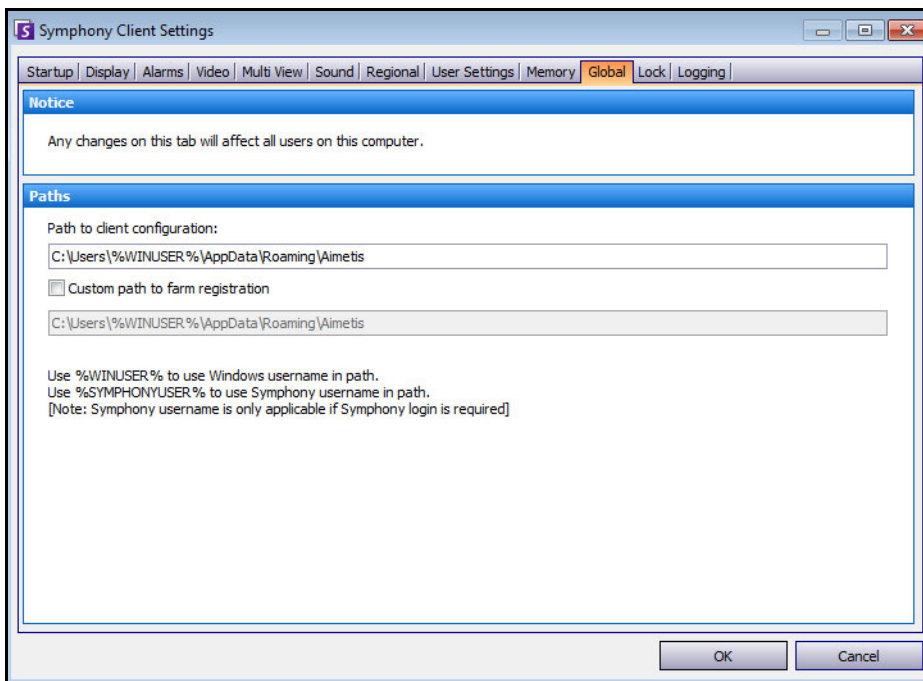 Symphony Client Settings
Startup Display Alarms Video Multi View Sound Regional User Settings Memory Global Lock Logging
Notice
Any changes on this tab will affect all users on this computer.
Paths
Path to client configuration:
C:\Users\%WINUSER%\AppData\Roaming\Aimetis
Custom path to farm registration
C:\Users\%WINUSER%\AppData\Roaming\Aimetis
Use %WINUSER% to use Windows username in path.
Use %SYMPHONYUSER% to use Symphony username in path.
[Note: Symphony username is only applicable if Symphony login is required]
OK Cancel